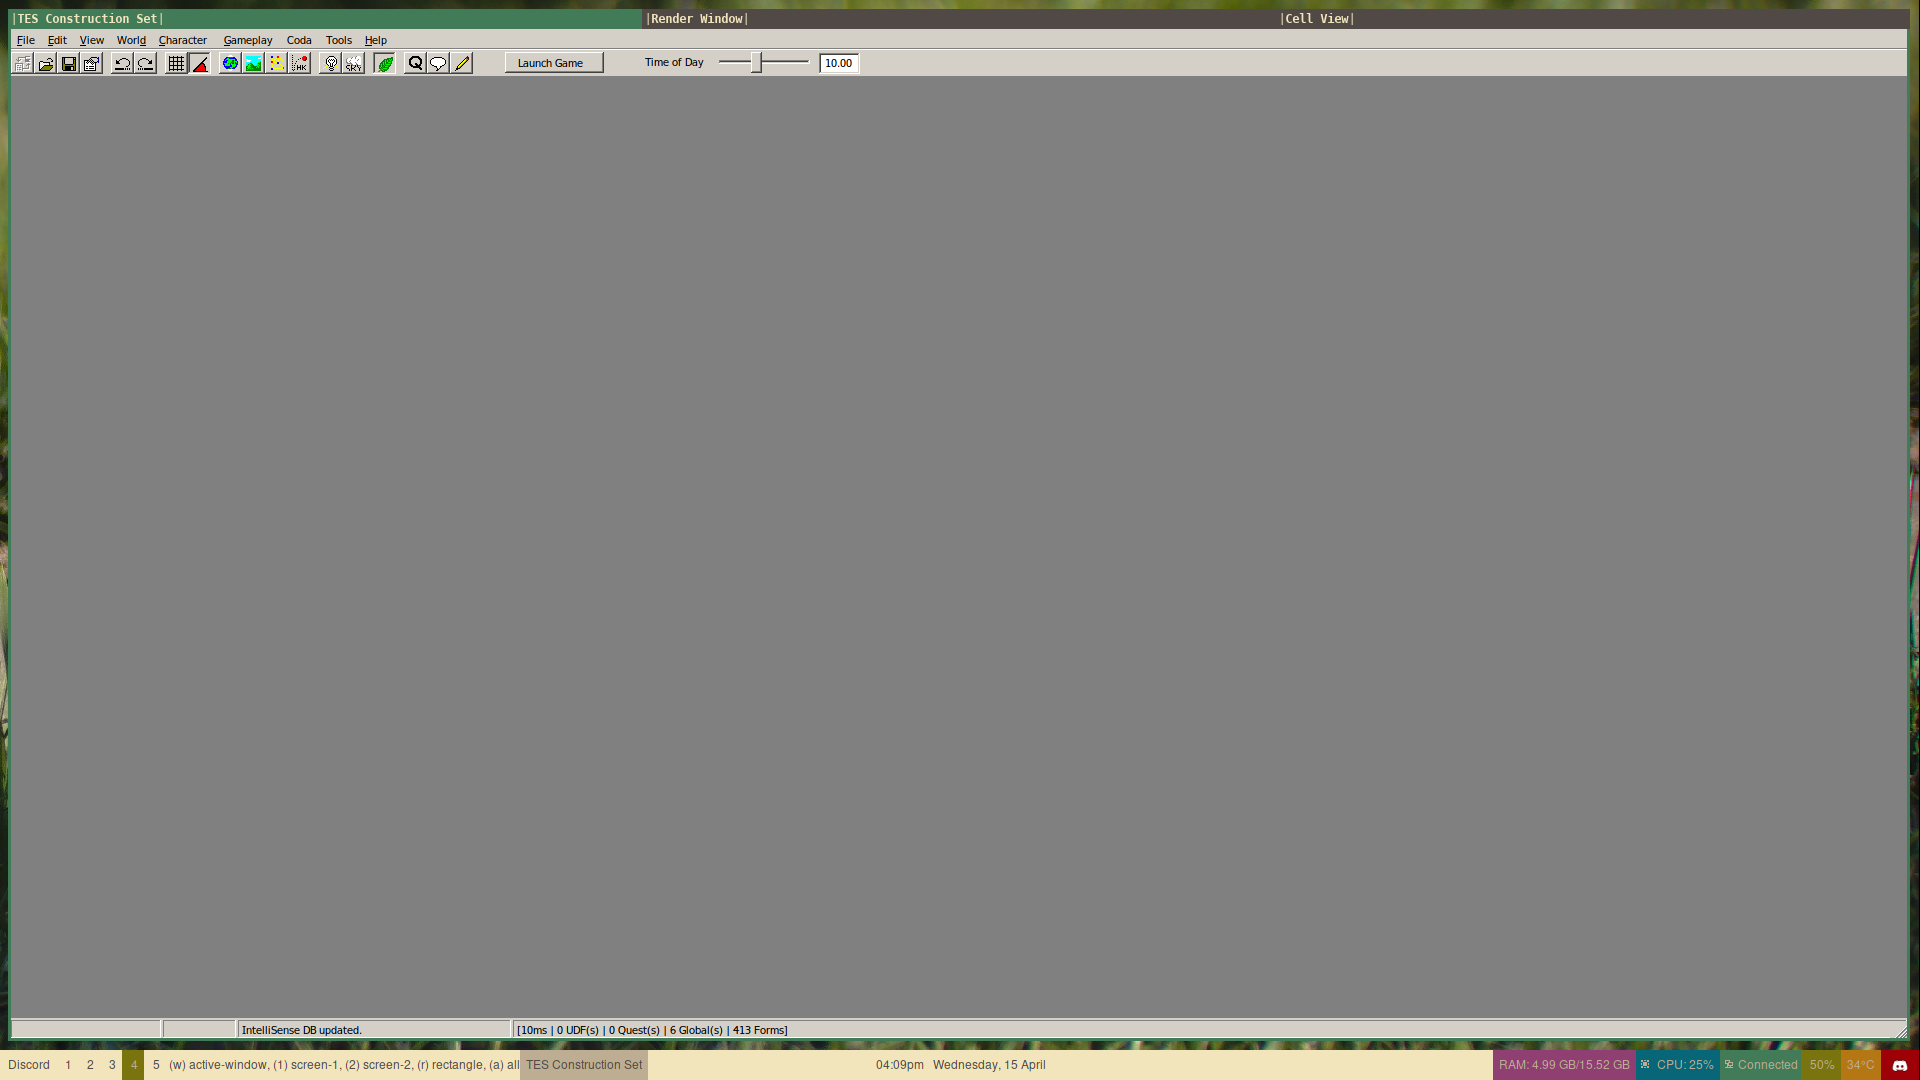 |TES Construction Set| |Render Window| |Cell View|
File Edit View World Character Gameplay Coda Tools Help
HK SKY Q Launch Game Time of Day 10.00
IntelliSense DB updated. [10ms | 0 UDF(s) | 0 Quest(s) | 6 Global(s) | 413 Forms]
Discord 1 2 3 4 5 (w) active-window, (1) screen-1, (2) screen-2, (r) rectangle, (a) all TES Construction Set 04:09pm Wednesday, 15 April RAM: 4.99 GB/15.52 GB CPU: 25% Connected 50% 34°C